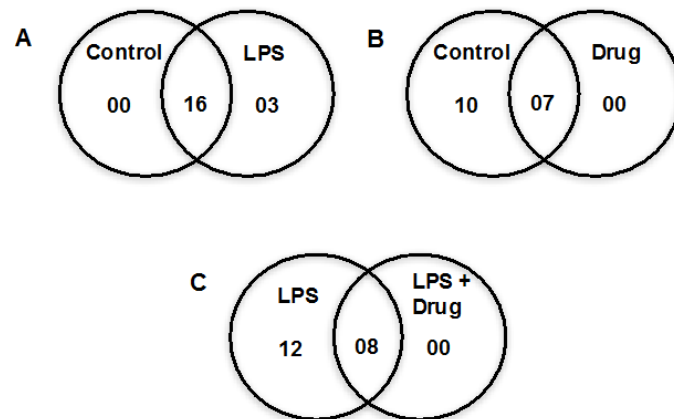 A
Control LPS
00 16 03
B
Control Drug
10 07 00
C
LPS
LPS +
Drug
12 08 00